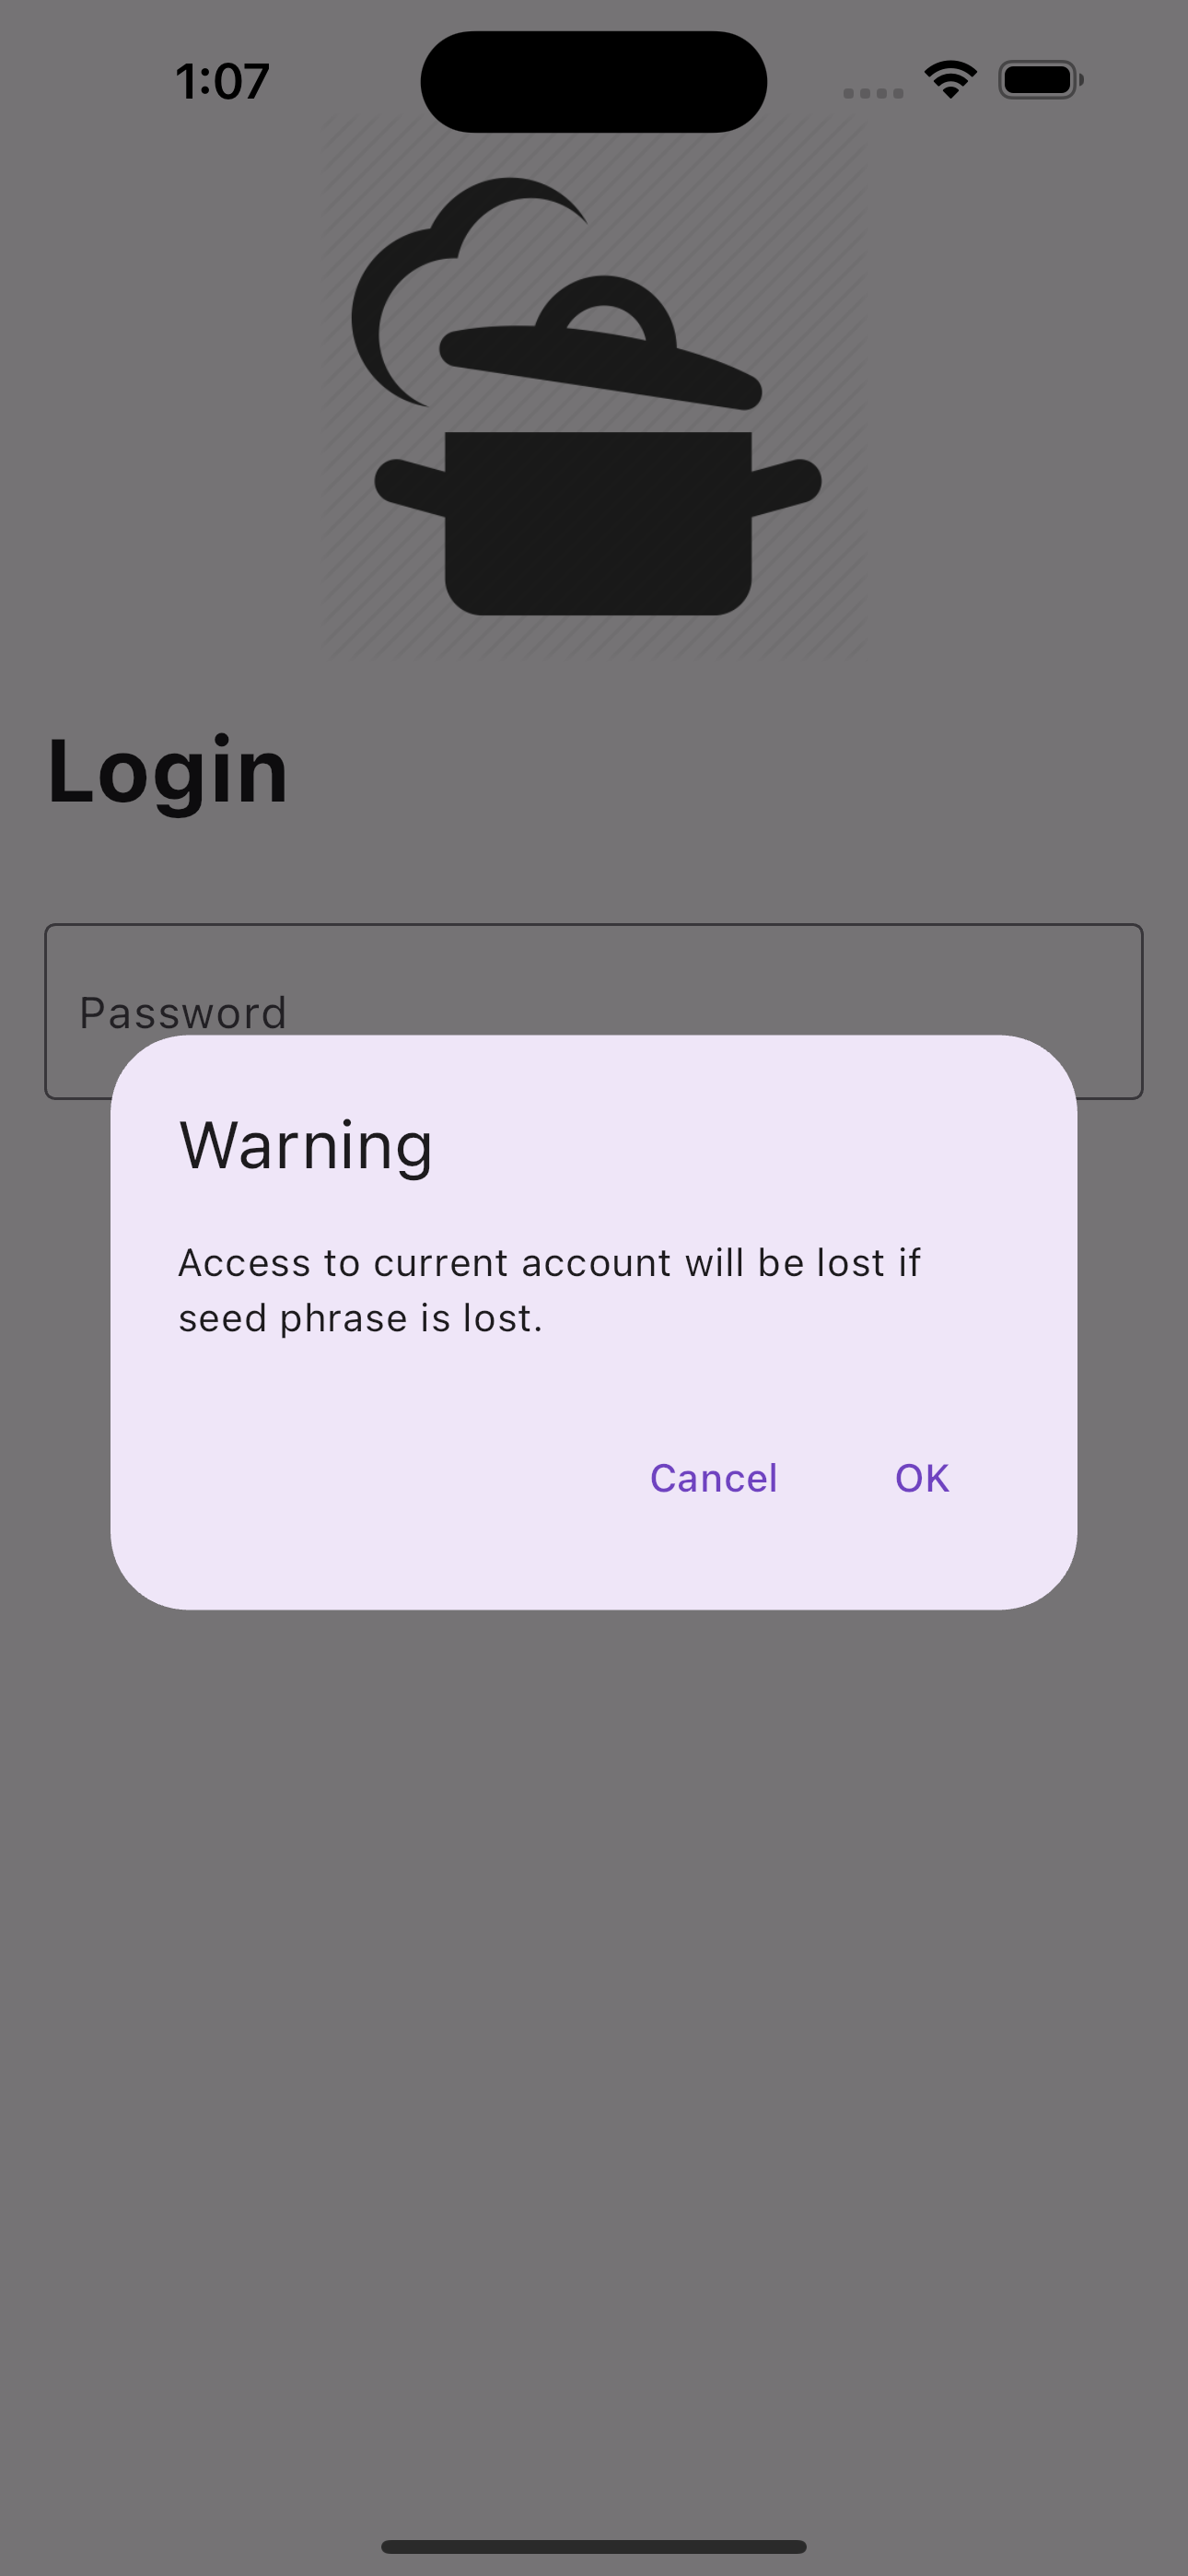 1:07
Login
Password
Warning
Access to current account will be lost if
seed phrase is lost.
Cancel OK